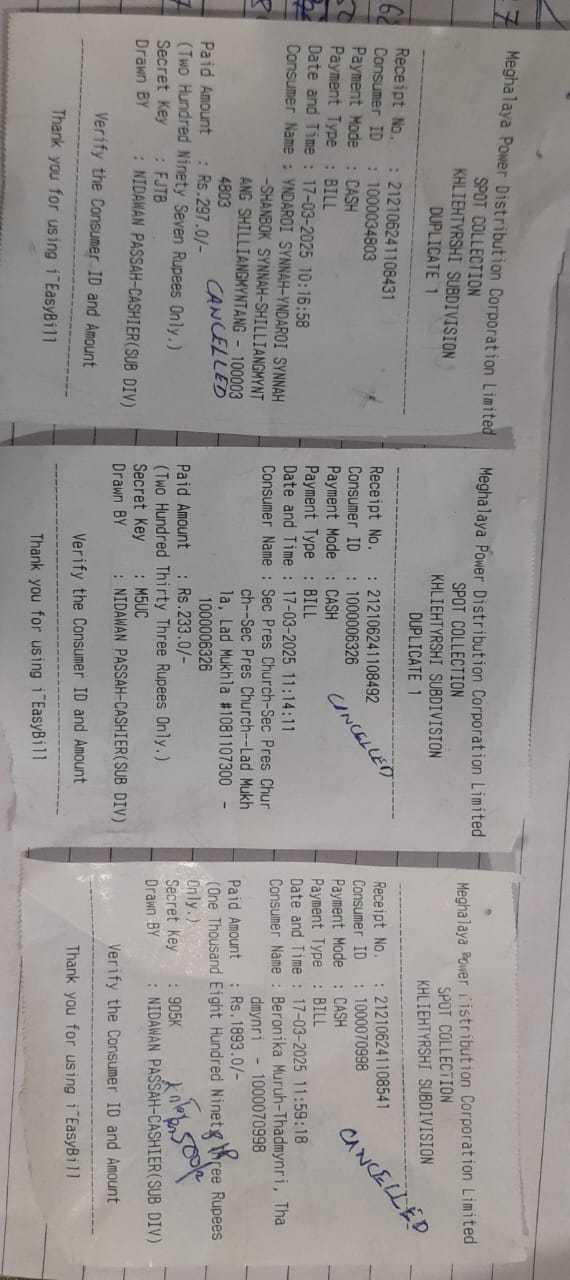 Meghalaya Power Distribution Corporation Limited
SPOT COLLECTION
KHLIEHTYRSHI SUBDIVISION
DUPLICATE 1
Receipt No. : 212106241108431
Consumer ID : 1000034803
Payment Mode : CASH
Payment Type : BILL
Date and Time : 17-03-2025 10:16:58
Consumer Name : YNDAROI SYNNAH-YNDAROI SYNNAH
-SHANBOK SYNNAH-SHILLIANGMYNT
ANG SHILLIANGMYNTANG - 100003
4803
CANCELLED
Paid Amount : Rs.297.0/-
(Two Hundred Ninety Seven Rupees Only.)
Secret Key : FJTB
Drawn BY : NIDAWAN PASSAH-CASHIER(SUB DIV)
Verify the Consumer ID and Amount
Thank you for using i~EasyBill
Meghalaya Power Distribution Corporation Limited
SPOT COLLECTION
KHLIEHTYRSHI SUBDIVISION
DUPLICATE 1
Receipt No. : 212106241108492
Consumer ID : 1000006326
CANCELLED
Payment Mode : CASH
Payment Type : BILL
Date and Time : 17-03-2025 11:14:11
Consumer Name : Sec Pres Church-Sec Pres Chur
ch--Sec Pres Church--Lad Mukh
la, Lad Mukhla #1081107300 -
1000006326
Paid Amount : Rs.233.0/-
(Two Hundred Thirty Three Rupees Only.)
Secret Key : M5UC
Drawn BY : NIDAWAN PASSAH-CASHIER(SUB DIV)
Verify the Consumer ID and Amount
Thank you for using i~EasyBill
Meghalaya Power Distribution Corporation Limited
SPOT COLLECTION
KHLIEHTYRSHI SUBDIVISION
Receipt No. : 212106241108541
Consumer ID : 1000070998
CANCELLED
Payment Mode : CASH
Payment Type : BILL
Date and Time : 17-03-2025 11:59:18
Consumer Name : Beronika Muruh-Thadmynri, Tha
dmynri - 1000070998
Paid Amount : Rs.1893.0/-
(One Thousand Eight Hundred Ninety Three Rupees
Only.)
Secret Key : 905K
Drawn BY : NIDAWAN PASSAH-CASHIER(SUB DIV)
Verify the Consumer ID and Amount
Thank you for using i~EasyBill